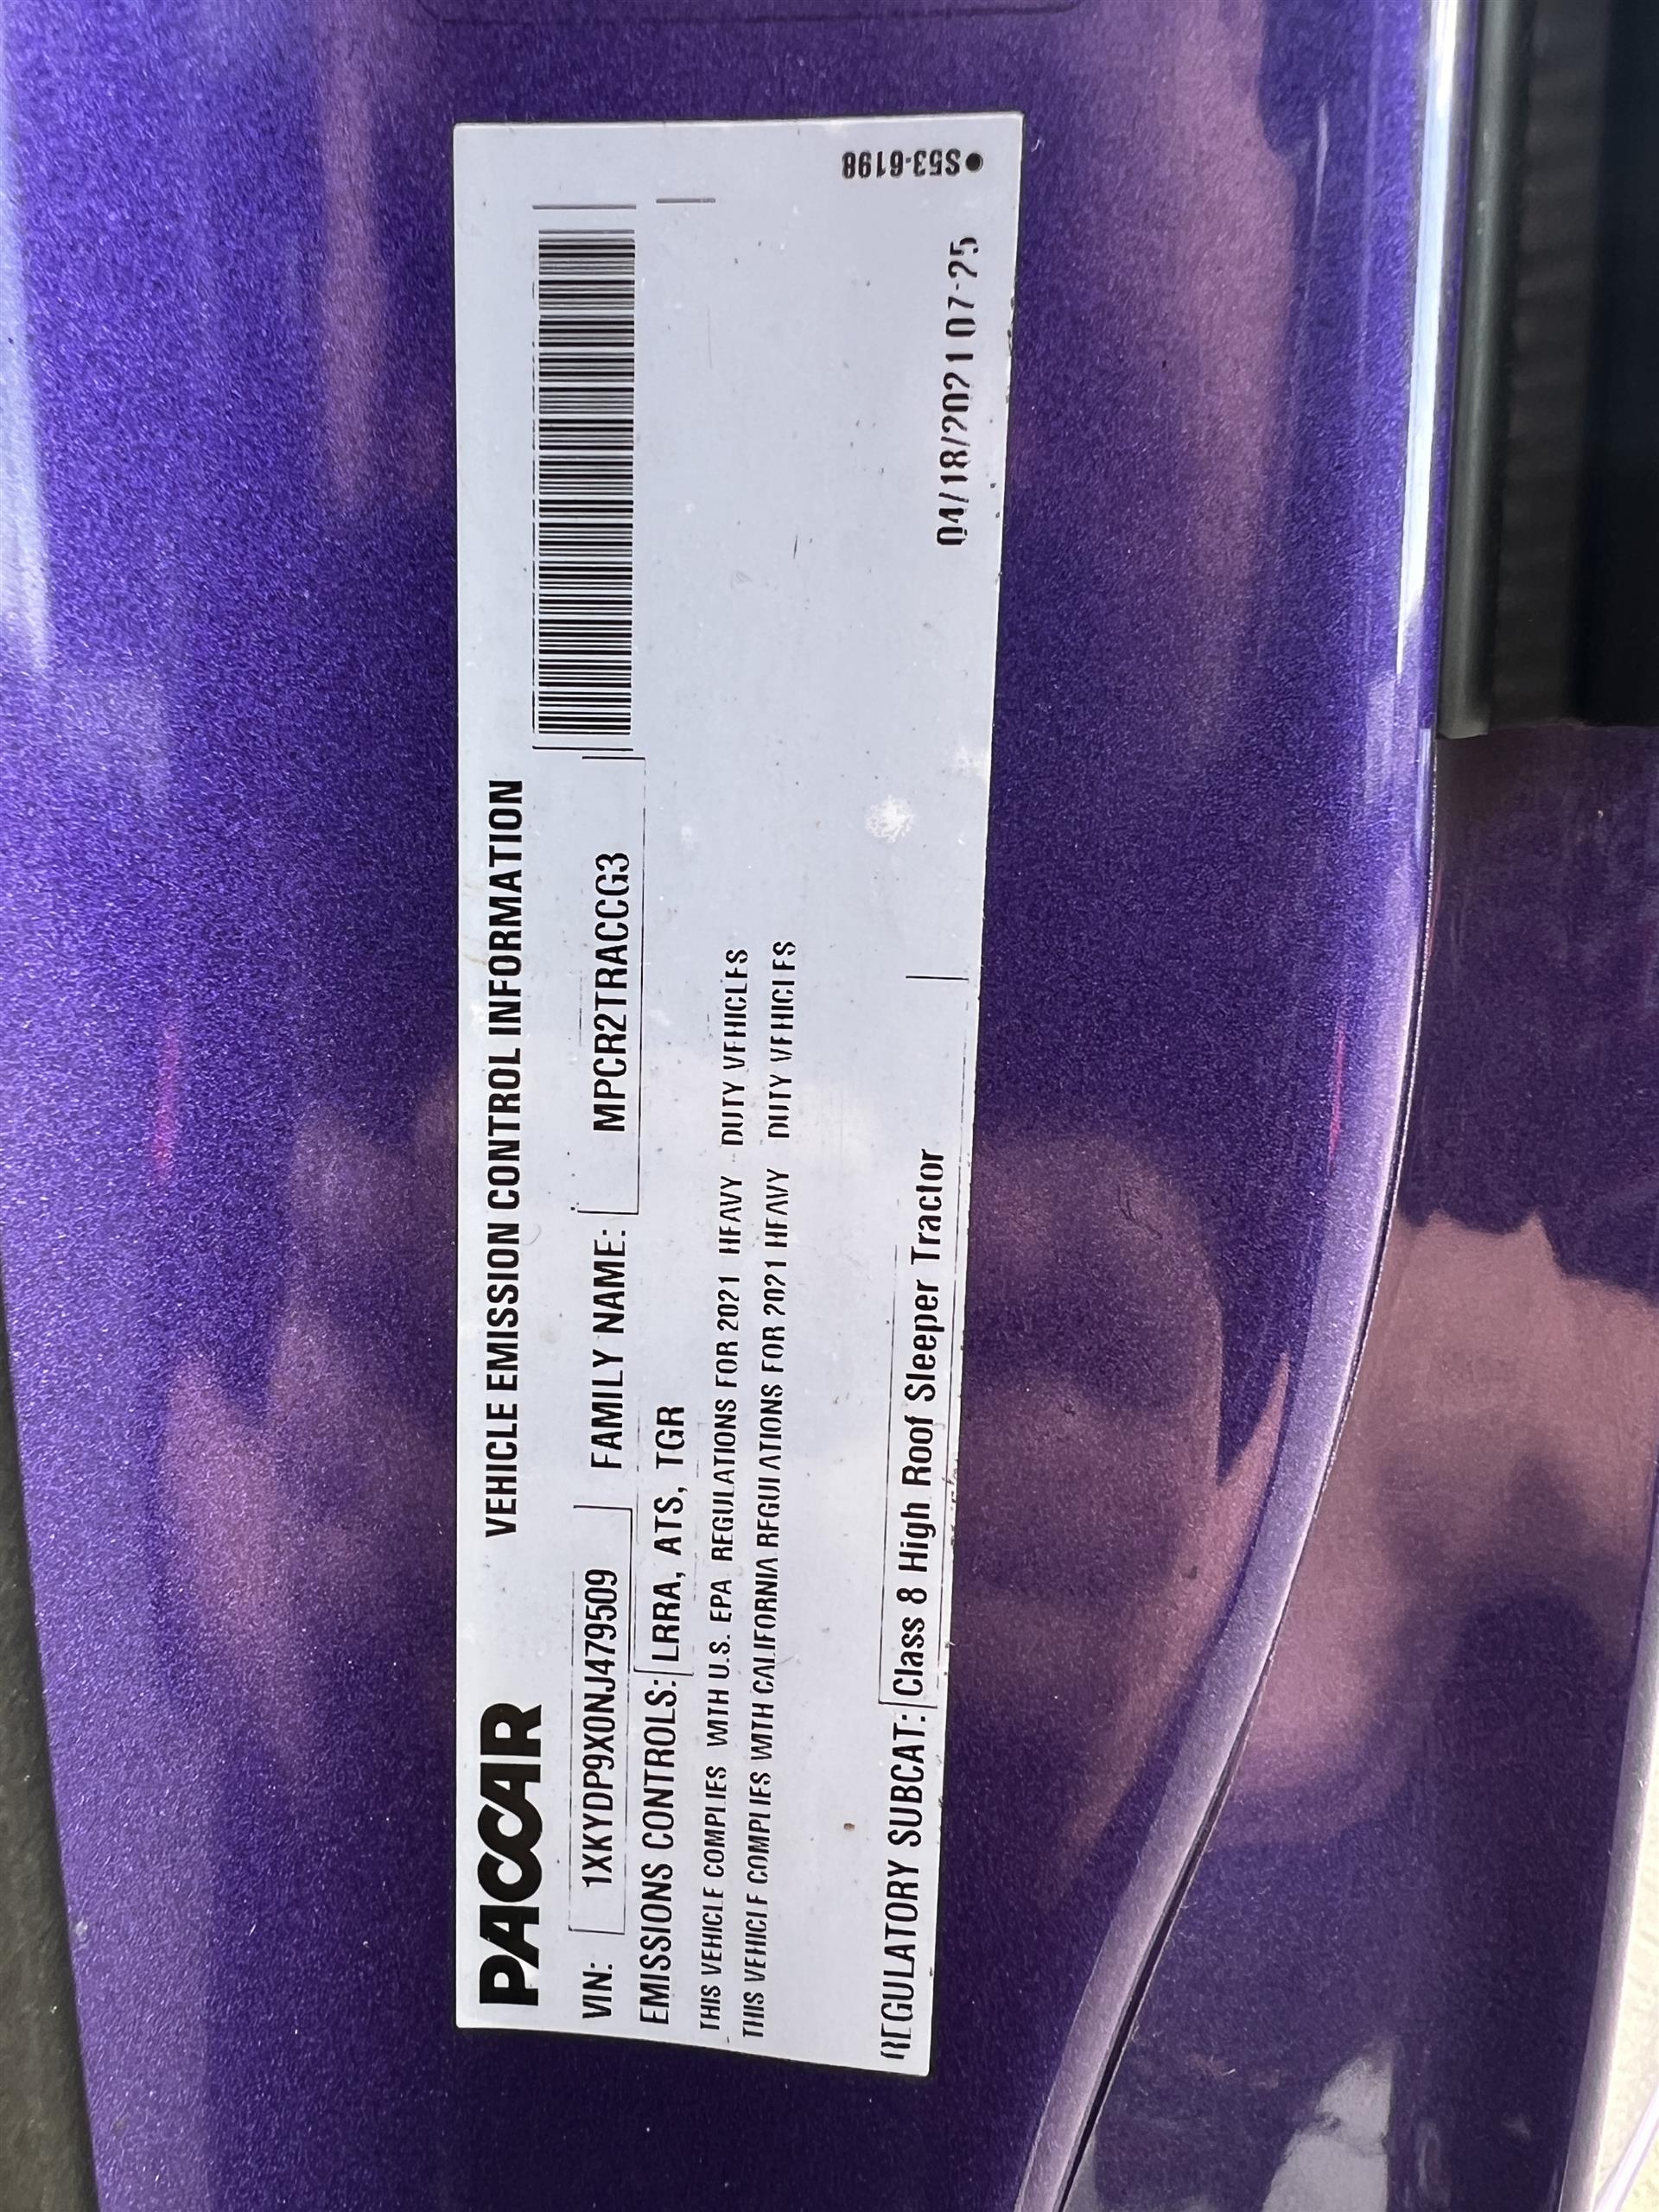 PACCAR VEHICLE EMISSION CONTROL INFORMATION
VIN: 1XKYDP9X0NJ479509 FAMILY NAME: MPCR2TRACCG3
EMISSIONS CONTROLS: LRRA, ATS, TGR
THIS VEHICLE COMPLIES WITH U.S. EPA REGULATIONS FOR 2021 HEAVY-DUTY VEHICLES
THIS VEHICLE COMPLIES WITH CALIFORNIA REGULATIONS FOR 2021 HEAVY DUTY VEHICLES
REGULATORY SUBCAT: Class 8 High Roof Sleeper Tractor
04/18/2021 07-25
•S53-6198